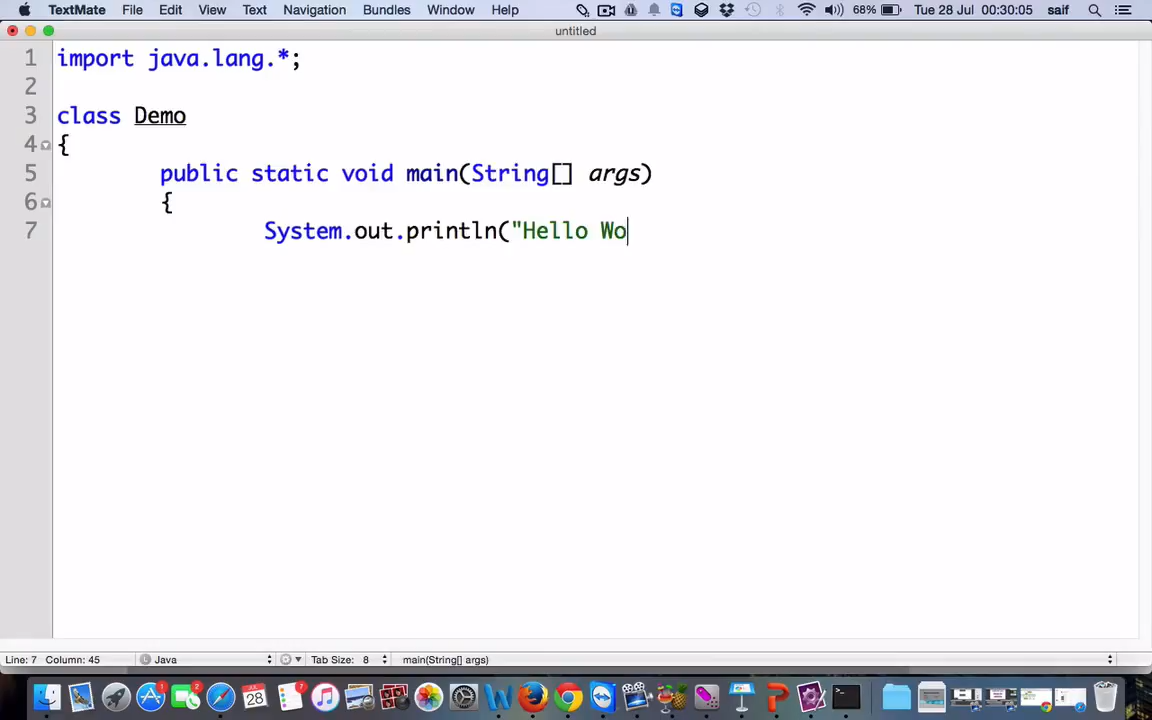 TextMate File Edit View Text Navigation Bundles Window Help 68% Tue 28 Jul 00:30:05 saif
untitled
1 import java.lang.*;
2
3 class Demo
4 {
5 public static void main(String[] args)
6 {
7 System.out.println("Hello Wo
Line: 7 Column: 45 Java Tab Size: 8 main(String[] args)